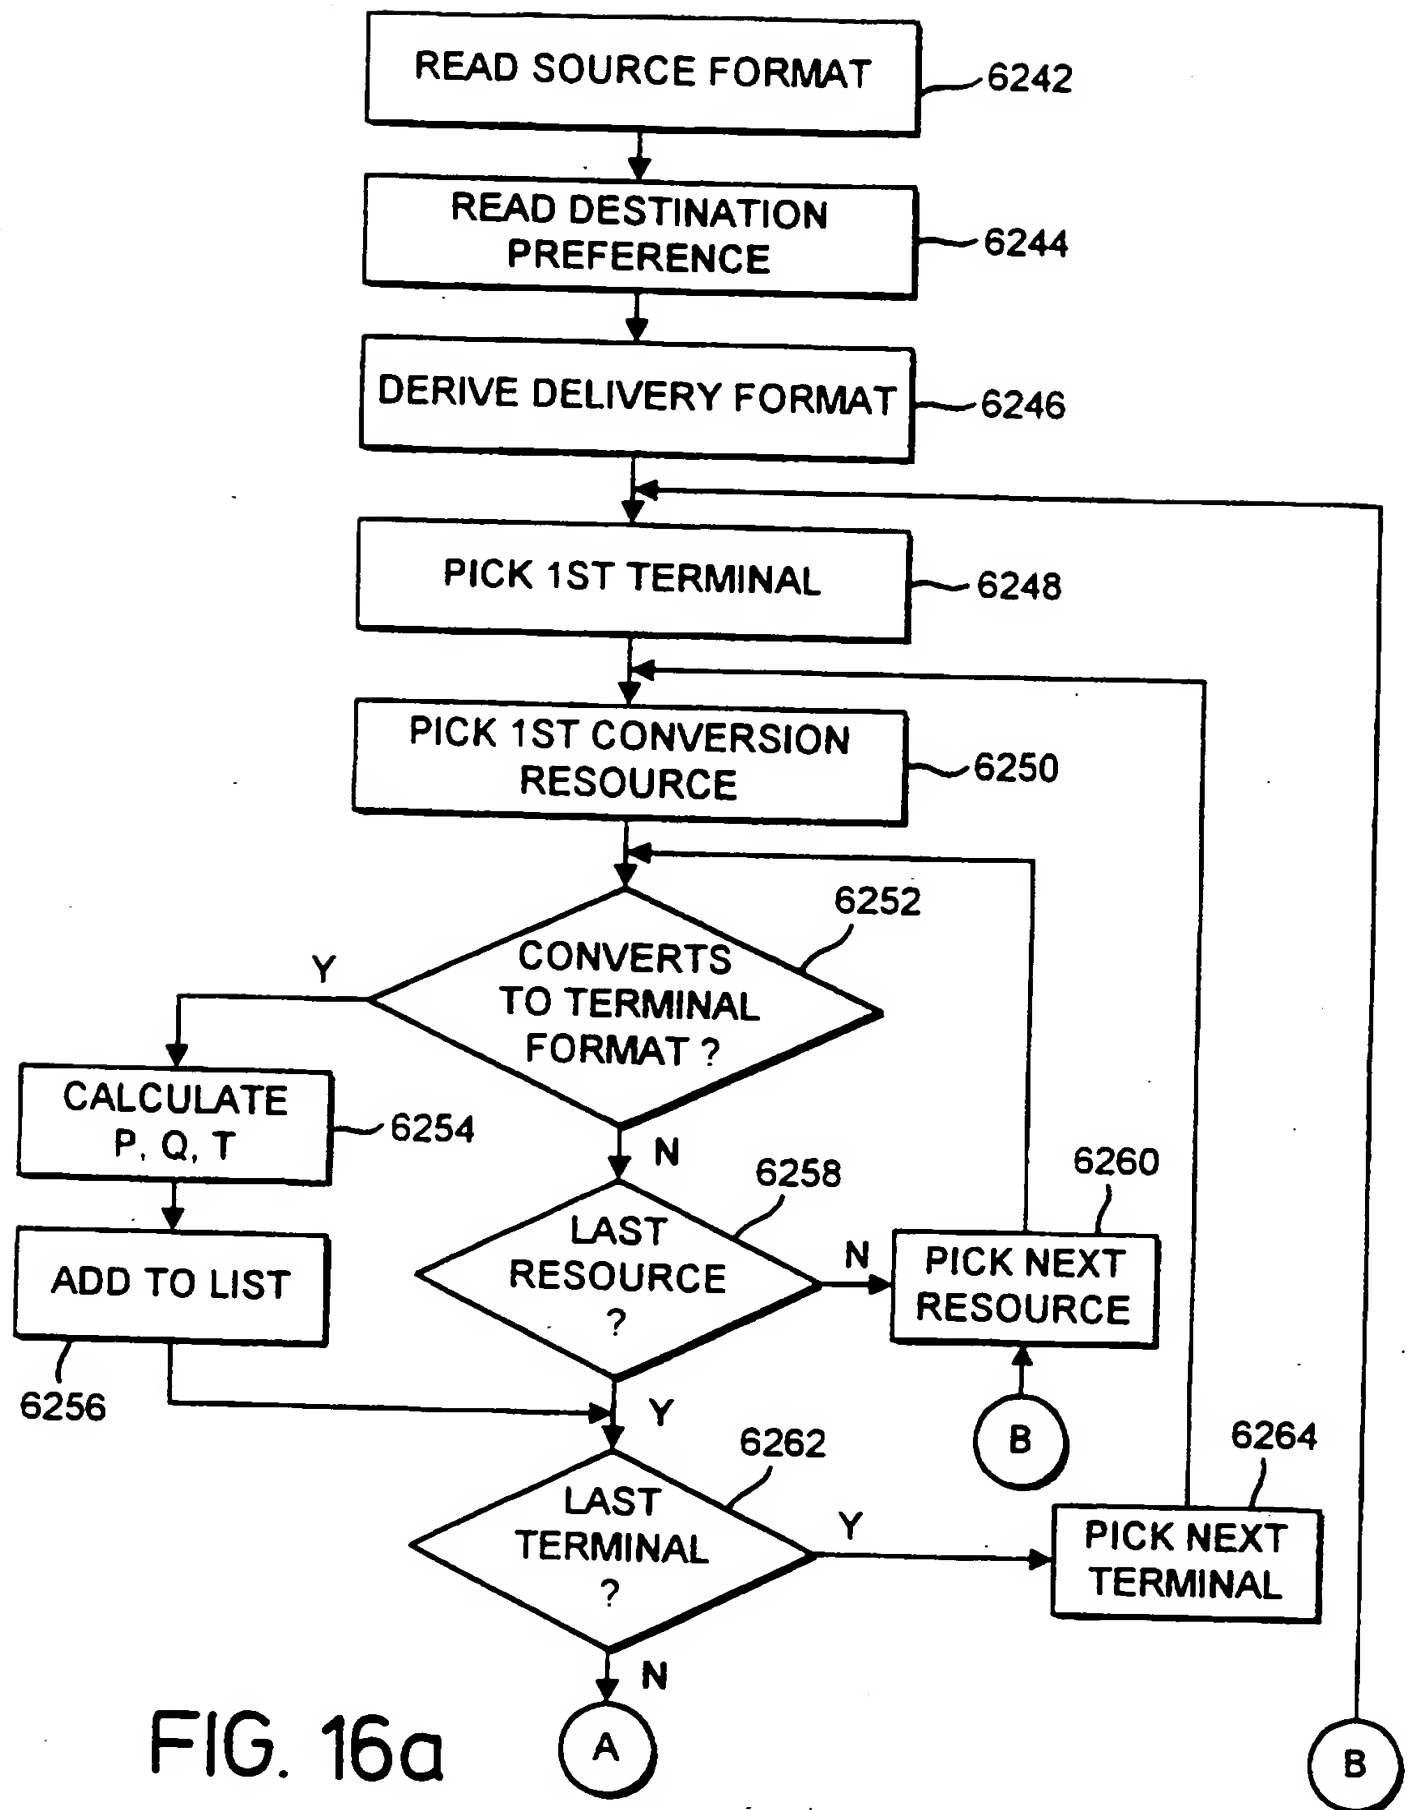 READ SOURCE FORMAT
6242
READ DESTINATION
PREFERENCE
6244
DERIVE DELIVERY FORMAT
6246
PICK 1ST TERMINAL
6248
PICK 1ST CONVERSION
RESOURCE
6250
6252
CONVERTS
TO TERMINAL
FORMAT ?
Y
N
CALCULATE
P, Q, T
6254
ADD TO LIST
6256
6258
LAST
RESOURCE
?
N
Y
6260
PICK NEXT
RESOURCE
B
6262
LAST
TERMINAL
?
Y
N
6264
PICK NEXT
TERMINAL
A
B
FIG. 16a